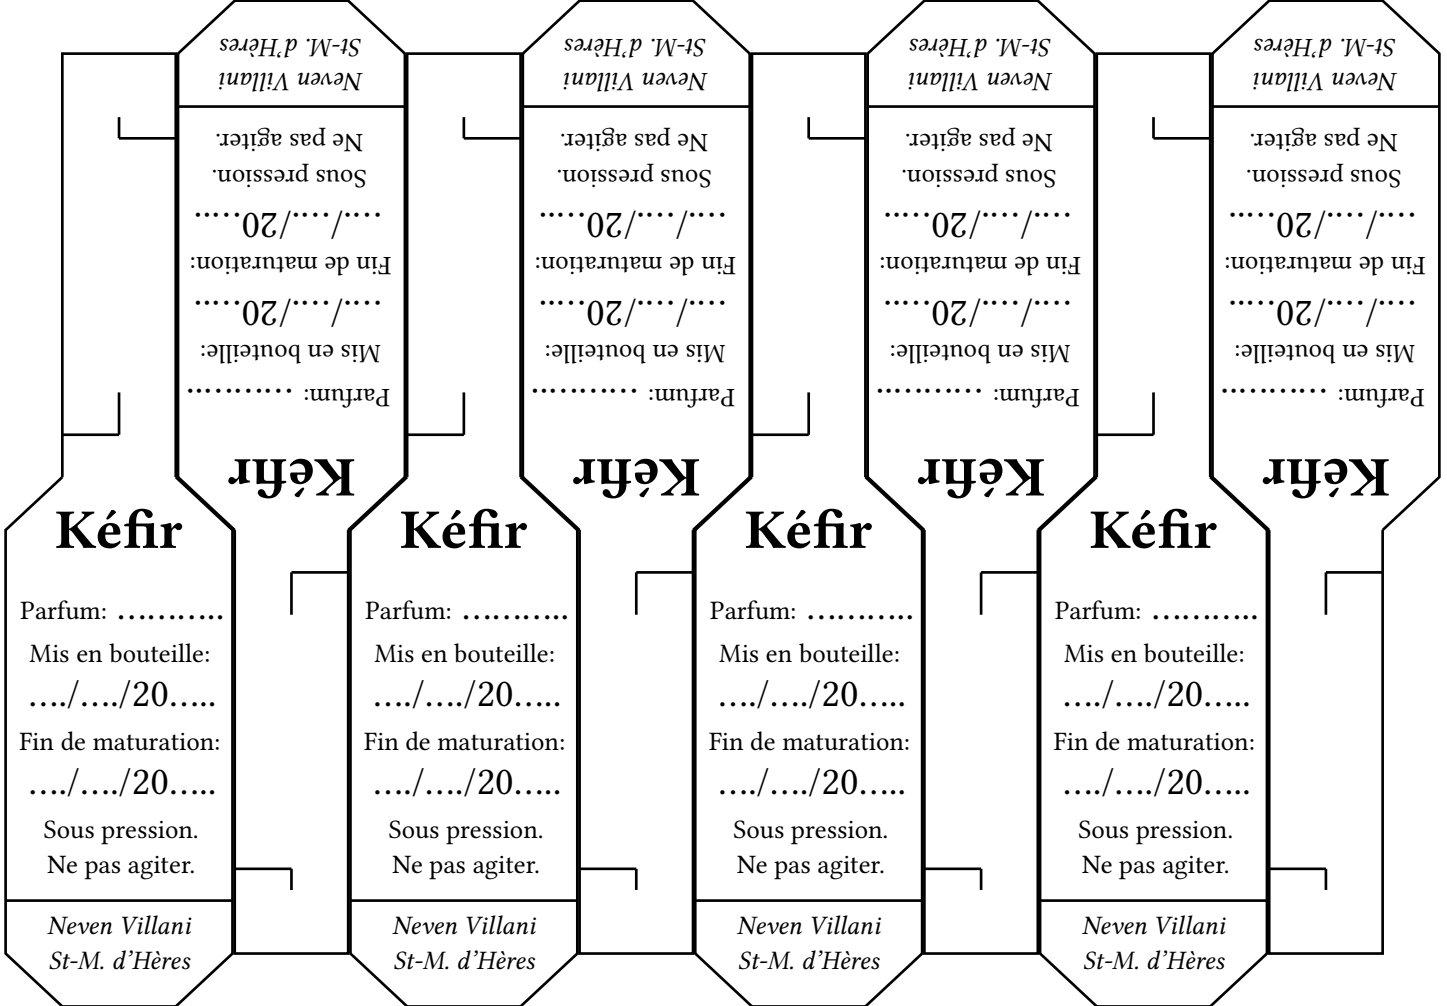 Kéfir
Parfum: ………..
Mis en bouteille:
…./…./20…..
Fin de maturation:
…./…./20…..
Sous pression.
Ne pas agiter.
Neven Villani
St-M. d’Hères
Kéfir
Parfum: ………..
Mis en bouteille:
…./…./20…..
Fin de maturation:
…./…./20…..
Sous pression.
Ne pas agiter.
Neven Villani
St-M. d’Hères
Kéfir
Parfum: ………..
Mis en bouteille:
…./…./20…..
Fin de maturation:
…./…./20…..
Sous pression.
Ne pas agiter.
Neven Villani
St-M. d’Hères
Kéfir
Parfum: ………..
Mis en bouteille:
…./…./20…..
Fin de maturation:
…./…./20…..
Sous pression.
Ne pas agiter.
Neven Villani
St-M. d’Hères
Kéfir
Parfum: ………..
Mis en bouteille:
…./…./20…..
Fin de maturation:
…./…./20…..
Sous pression.
Ne pas agiter.
Neven Villani
St-M. d’Hères
Kéfir
Parfum: ………..
Mis en bouteille:
…./…./20…..
Fin de maturation:
…./…./20…..
Sous pression.
Ne pas agiter.
Neven Villani
St-M. d’Hères
Kéfir
Parfum: ………..
Mis en bouteille:
…./…./20…..
Fin de maturation:
…./…./20…..
Sous pression.
Ne pas agiter.
Neven Villani
St-M. d’Hères
Kéfir
Parfum: ………..
Mis en bouteille:
…./…./20…..
Fin de maturation:
…./…./20…..
Sous pression.
Ne pas agiter.
Neven Villani
St-M. d’Hères